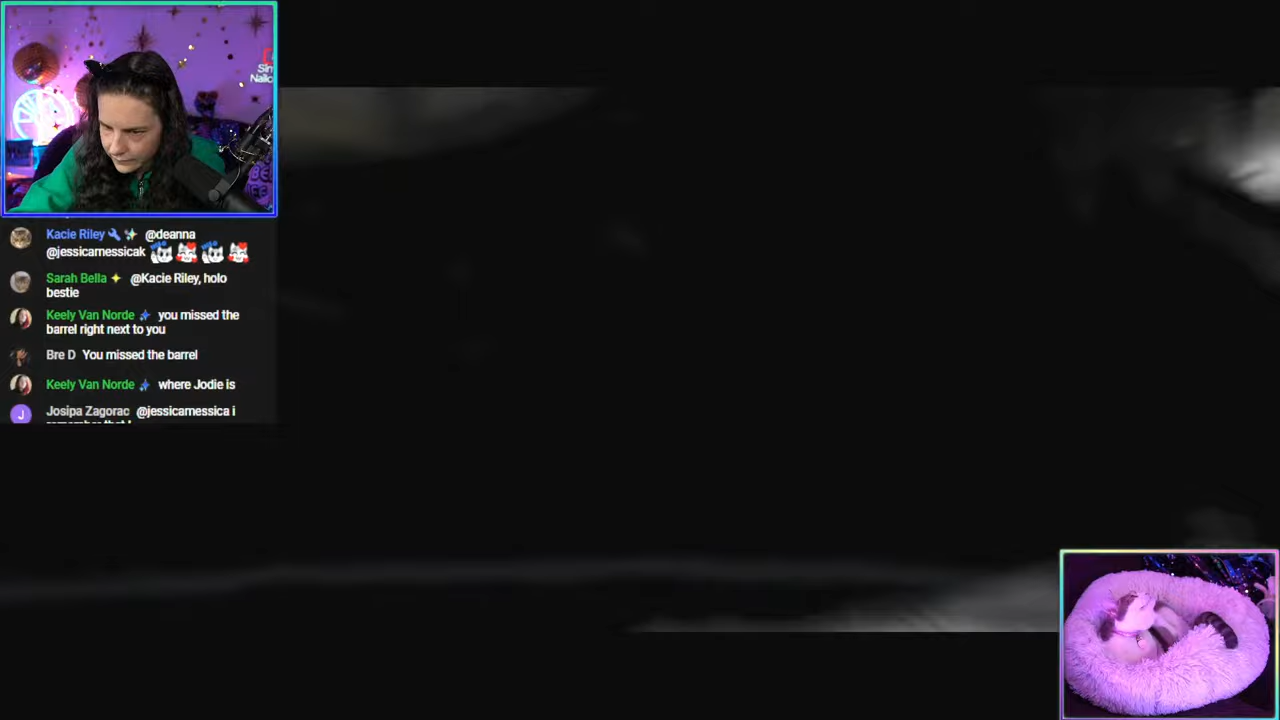 Kacie Riley @deanna
@jessicamessicak
Sarah Bella @Kacie Riley, holo
bestie
Keely Van Norde you missed the
barrel right next to you
Bre D You missed the barrel
Keely Van Norde where Jodie is
J Josipa Zagorac @jessicamessica i